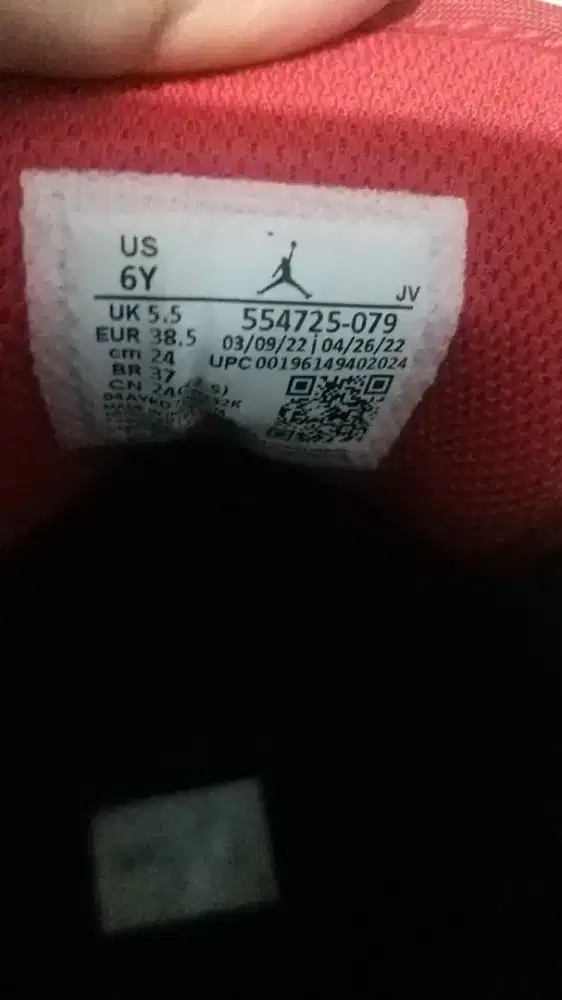 US
6Y
JV
UK 5.5
EUR 38.5
cm 24
BR 37
CN
554725-079
03/09/22 | 04/26/22
UPC 00196149402024